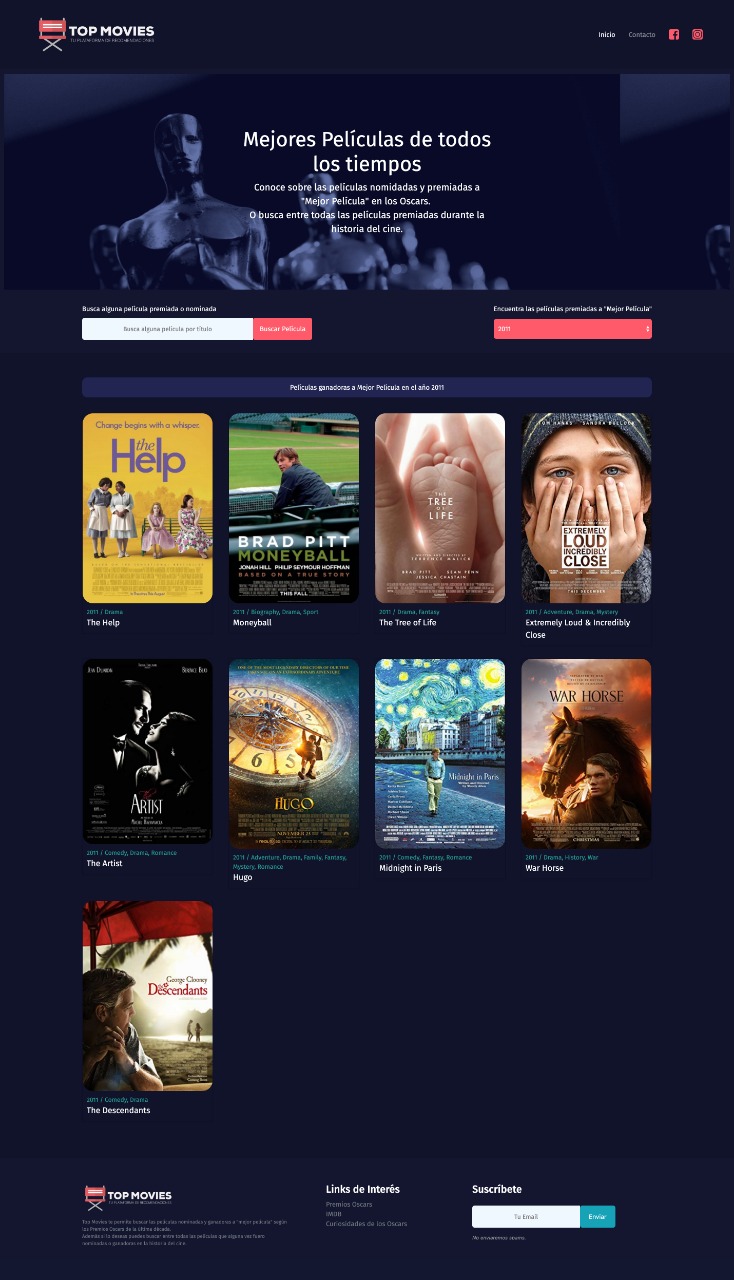 TOP MOVIES
TU PLATAFORMA DE RECOMENDACIONES
Inicio
Contacto
Mejores Películas de todos
los tiempos
Conoce sobre las películas nomidadas y premiadas a
"Mejor Película" en los Oscars.
O busca entre todas las películas premiadas durante la
historia del cine.
Busca alguna película premiada o nominada
Busca alguna película por título
Buscar Película
Encuentra las películas premiadas a "Mejor Película"
2011
Películas ganadoras a Mejor Película en el año 2011
Change begins with a whisper.
the
Help
BRAD PITT
MONEYBALL
JONAH HILL PHILIP SEYMOUR HOFFMAN
BASED ON A TRUE STORY
THIS FALL
THE
TREE
OF
LIFE
WRITTEN AND DIRECTED BY
TERRENCE MALICK
BRAD PITT SEAN PENN
JESSICA CHASTAIN
TOM HANKS SANDRA BULLOCK
EXTREMELY
LOUD
INCREDIBLY
CLOSE
THIS DECEMBER
2011 / Drama
The Help
2011 / Biography, Drama, Sport
Moneyball
2011 / Drama, Fantasy
The Tree of Life
2011 / Adventure, Drama, Mystery
Extremely Loud & Incredibly
Close
JEAN DUJARDIN
BÉRÉNICE BEJO
The
ARTIST
HUGO
NOVEMBER 23
Midnight in Paris
WAR HORSE
CHRISTMAS
2011 / Comedy, Drama, Romance
The Artist
2011 / Adventure, Drama, Family, Fantasy,
Mystery, Romance
Hugo
2011 / Comedy, Fantasy, Romance
Midnight in Paris
2011 / Drama, History, War
War Horse
George Clooney
the
Descendants
2011 / Comedy, Drama
The Descendants
TOP MOVIES
TU PLATAFORMA DE RECOMENDACIONES
Top Movies te permite buscar las películas nominadas y ganadoras a "mejor película" según
los Premios Oscars de la última década.
Además si lo deseas puedes buscar entre todas las películas que alguna vez fuero
nominadas o ganadoras en la historia del cine.
Links de Interés
Premios Oscars
IMDB
Curiosidades de los Oscars
Suscríbete
Tu Email
Enviar
No enviaremos spams.